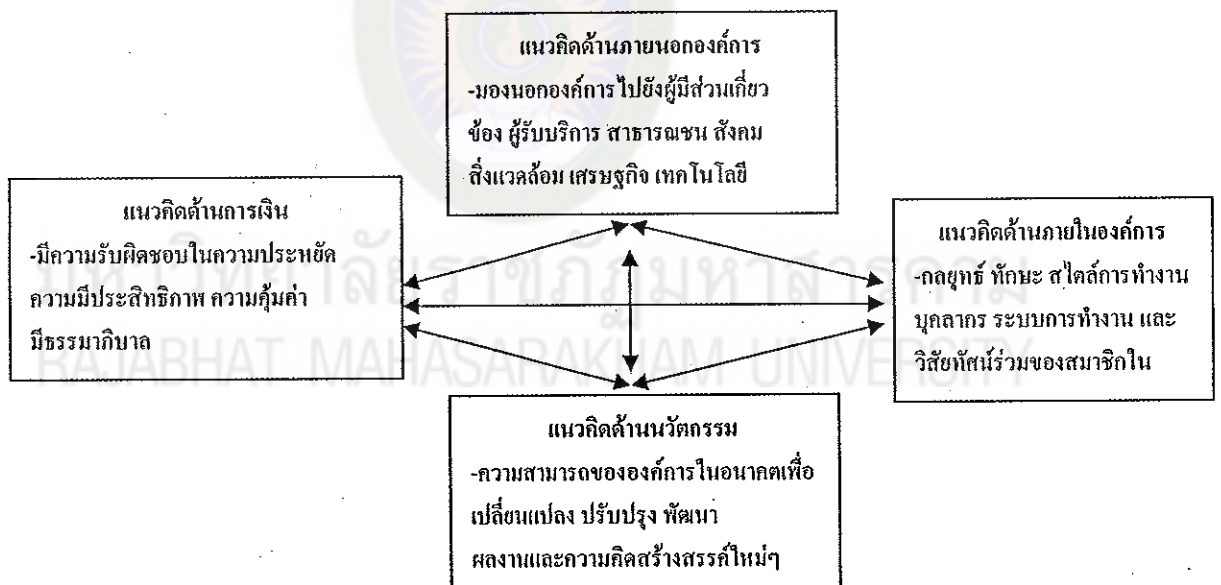 แนวคิดด้านภายนอกองค์การ
-มองนอกองค์การไปยังผู้มีส่วนเกี่ยว
ข้อง ผู้รับบริการ สาธารณชน สังคม
สิ่งแวดล้อม เศรษฐกิจ เทคโนโลยี
แนวคิดด้านการเงิน
-มีความรับผิดชอบในความประหยัด
ความมีประสิทธิภาพ ความคุ้มค่า
มีธรรมาภิบาล
แนวคิดด้านภายในองค์การ
-กลยุทธ์ ทักษะ สไตล์การทำงาน
บุคลากร ระบบการทำงาน และ
วิสัยทัศน์ร่วมของสมาชิกใน
มหาวิทยาลัยราชภัฏมหาสารคาม
RAJABHAT MAHASARAKHAM UNIVERSITY
แนวคิดด้านนวัตกรรม
-ความสามารถขององค์การในอนาคตเพื่อ
เปลี่ยนแปลง ปรับปรุง พัฒนา
ผลงานและความคิดสร้างสรรค์ใหม่ๆ